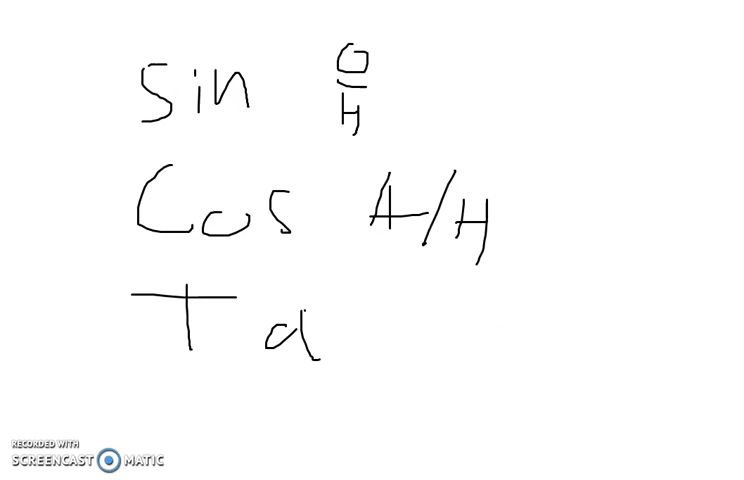 Sin O/H
Cos A/H
Ta
RECORDED WITH
SCREENCAST MATIC